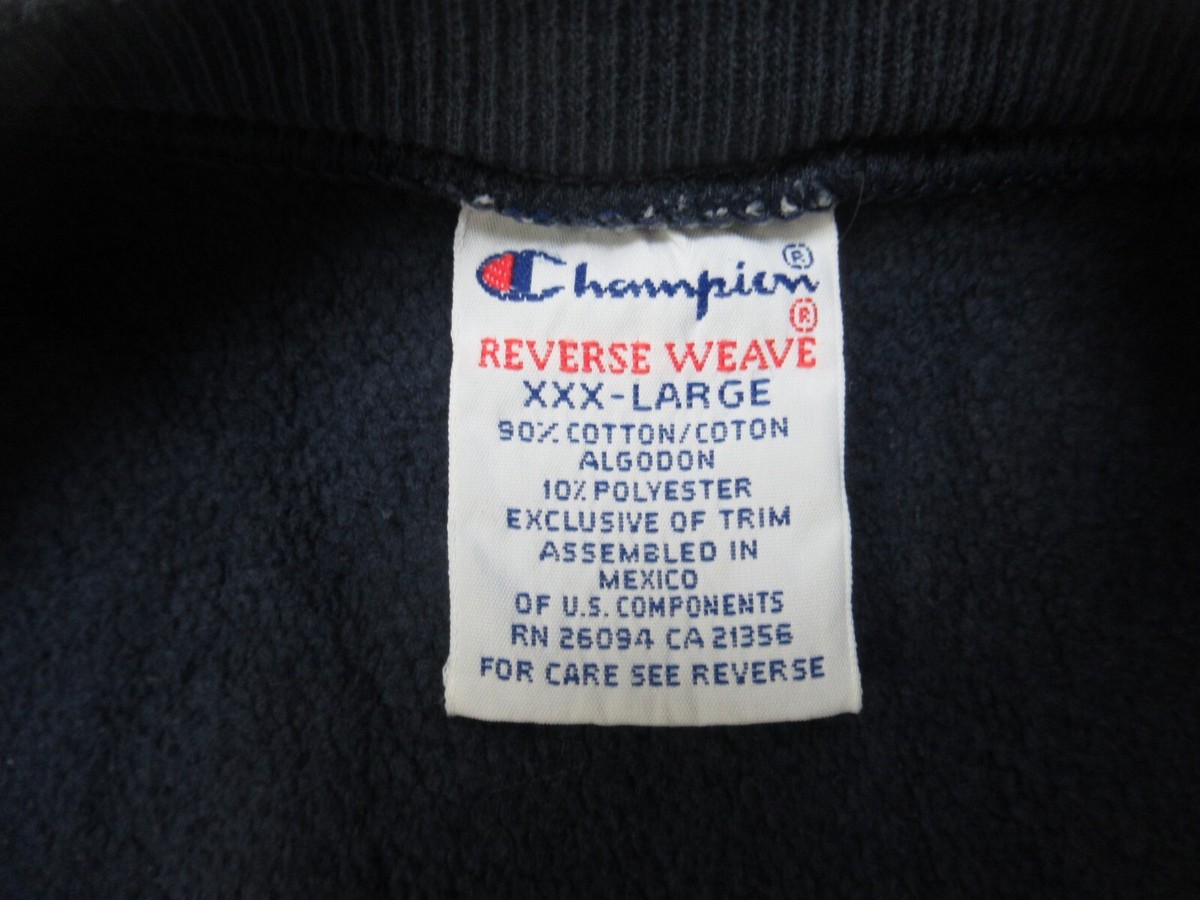 Champion®
REVERSE WEAVE®
XXX-LARGE
90% COTTON/COTON
ALGODON
10% POLYESTER
EXCLUSIVE OF TRIM
ASSEMBLED IN
MEXICO
OF U.S. COMPONENTS
RN 26094 CA 21356
FOR CARE SEE REVERSE